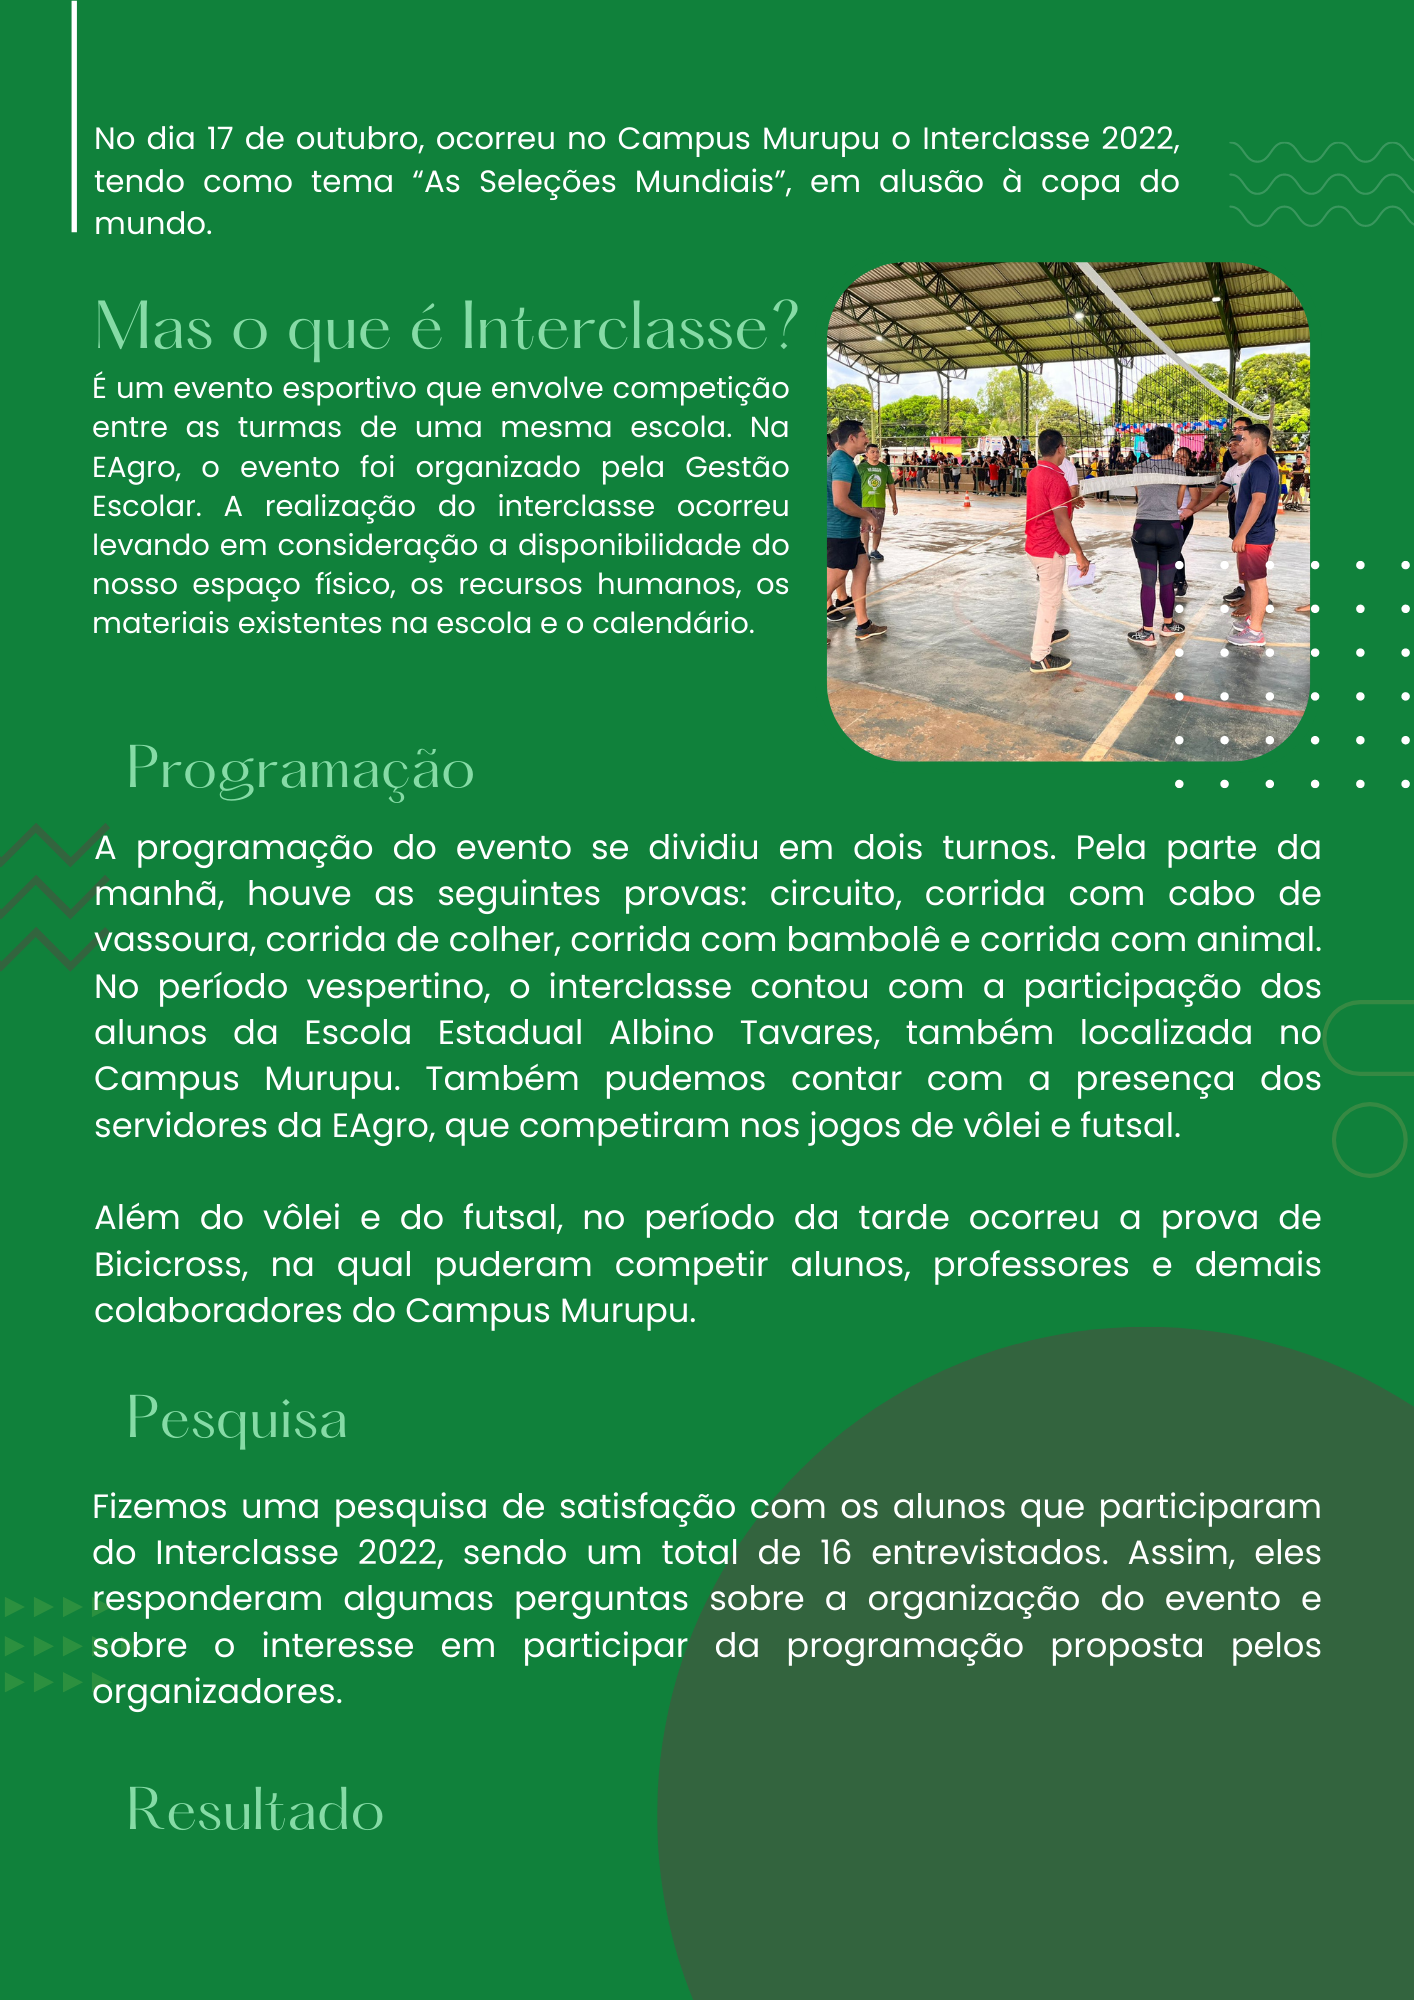 No dia 17 de outubro, ocorreu no Campus Murupu o Interclasse 2022,
tendo como tema “As Seleções Mundiais”, em alusão à copa do
mundo.
Mas o que é Interclasse?
É um evento esportivo que envolve competição
entre as turmas de uma mesma escola. Na
EAgro, o evento foi organizado pela Gestão
Escolar. A realização do interclasse ocorreu
levando em consideração a disponibilidade do
nosso espaço físico, os recursos humanos, os
materiais existentes na escola e o calendário.
Programação
A programação do evento se dividiu em dois turnos. Pela parte da
manhã, houve as seguintes provas: circuito, corrida com cabo de
vassoura, corrida de colher, corrida com bambolê e corrida com animal.
No período vespertino, o interclasse contou com a participação dos
alunos da Escola Estadual Albino Tavares, também localizada no
Campus Murupu. Também pudemos contar com a presença dos
servidores da EAgro, que competiram nos jogos de vôlei e futsal.
Além do vôlei e do futsal, no período da tarde ocorreu a prova de
Bicicross, na qual puderam competir alunos, professores e demais
colaboradores do Campus Murupu.
Pesquisa
Fizemos uma pesquisa de satisfação com os alunos que participaram
do Interclasse 2022, sendo um total de 16 entrevistados. Assim, eles
responderam algumas perguntas sobre a organização do evento e
sobre o interesse em participar da programação proposta pelos
organizadores.
Resultado